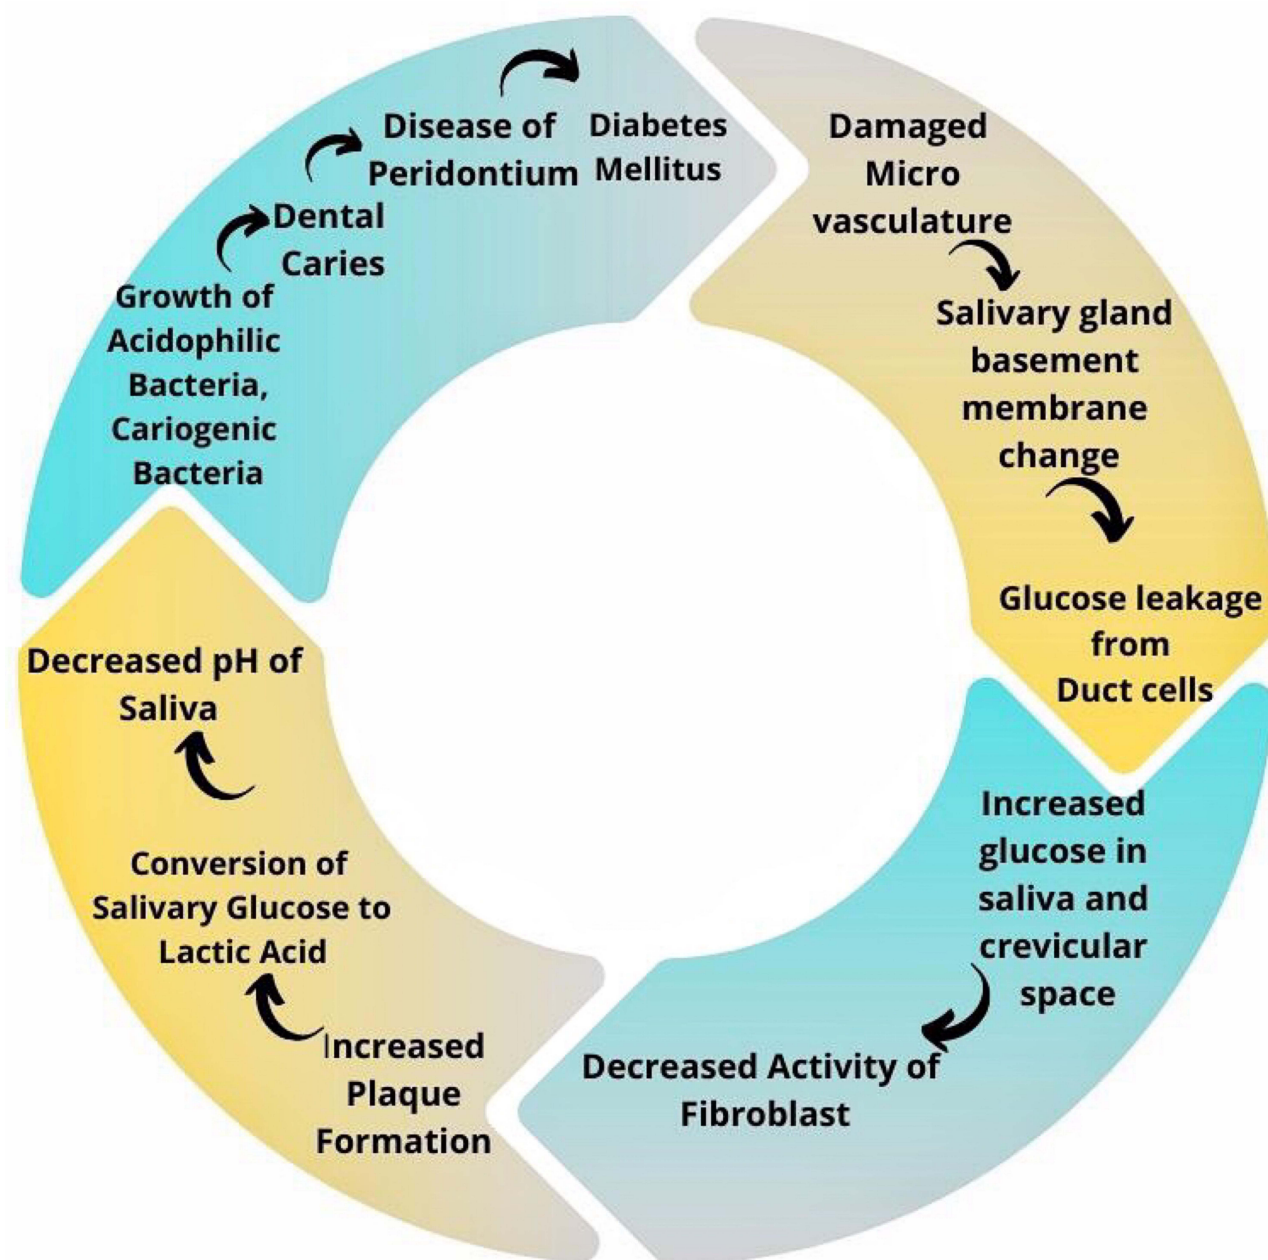 Disease of
Peridontium
Diabetes
Mellitus
Damaged
Micro
vasculature
Salivary gland
basement
membrane
change
Glucose leakage
from
Duct cells
Increased
glucose in
saliva and
crevicular
space
Decreased Activity of
Fibroblast
Increased
Plaque
Formation
Conversion of
Salivary Glucose to
Lactic Acid
Decreased pH of
Saliva
Growth of
Acidophilic
Bacteria,
Cariogenic
Bacteria
Dental
Caries